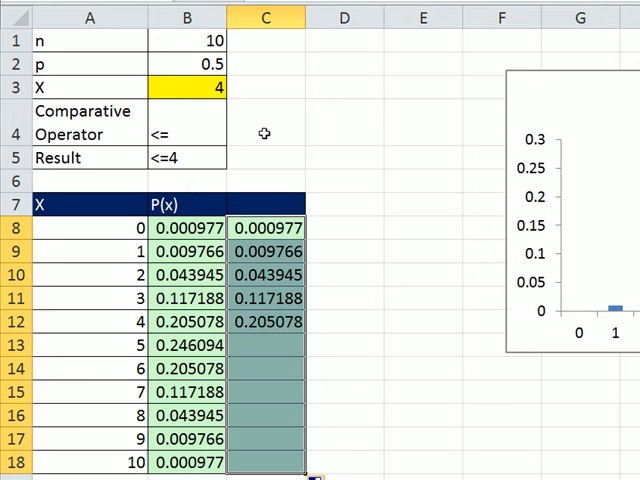 A B C D E F G
1 n 10
2 p 0.5
3 X 4
Comparative
4 Operator <=
5 Result <=4
6
7 X P(x)
8 0 0.000977 0.000977
9 1 0.009766 0.009766
10 2 0.043945 0.043945
11 3 0.117188 0.117188
12 4 0.205078 0.205078
13 5 0.246094
14 6 0.205078
15 7 0.117188
16 8 0.043945
17 9 0.009766
18 10 0.000977
0.3
0.25
0.2
0.15
0.1
0.05
0
0 1